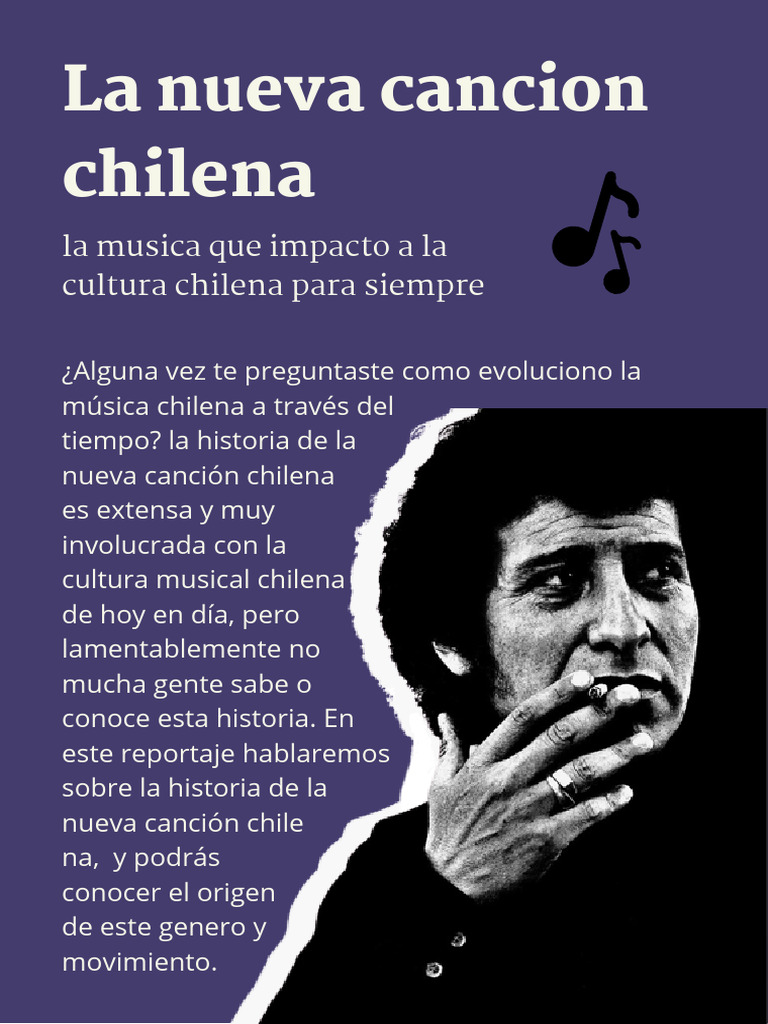 La nueva cancion
chilena
la musica que impacto a la
cultura chilena para siempre
¿Alguna vez te preguntaste como evoluciono la
música chilena a través del
tiempo? la historia de la
nueva canción chilena
es extensa y muy
involucrada con la
cultura musical chilena
de hoy en día, pero
lamentablemente no
mucha gente sabe o
conoce esta historia. En
este reportaje hablaremos
sobre la historia de la
nueva canción chile
na,  y podrás
conocer el origen
de este genero y
movimiento.